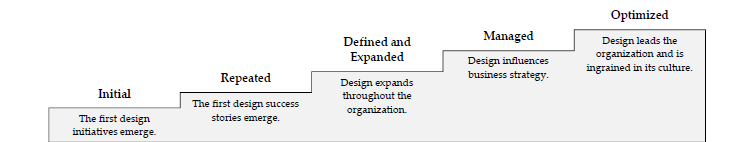 Initial
The first design
initiatives emerge.
Repeated
The first design success
stories emerge.
Defined and
Expanded
Design expands
throughout the
organization.
Managed
Design influences
business strategy.
Optimized
Design leads the
organization and is
ingrained in its culture.